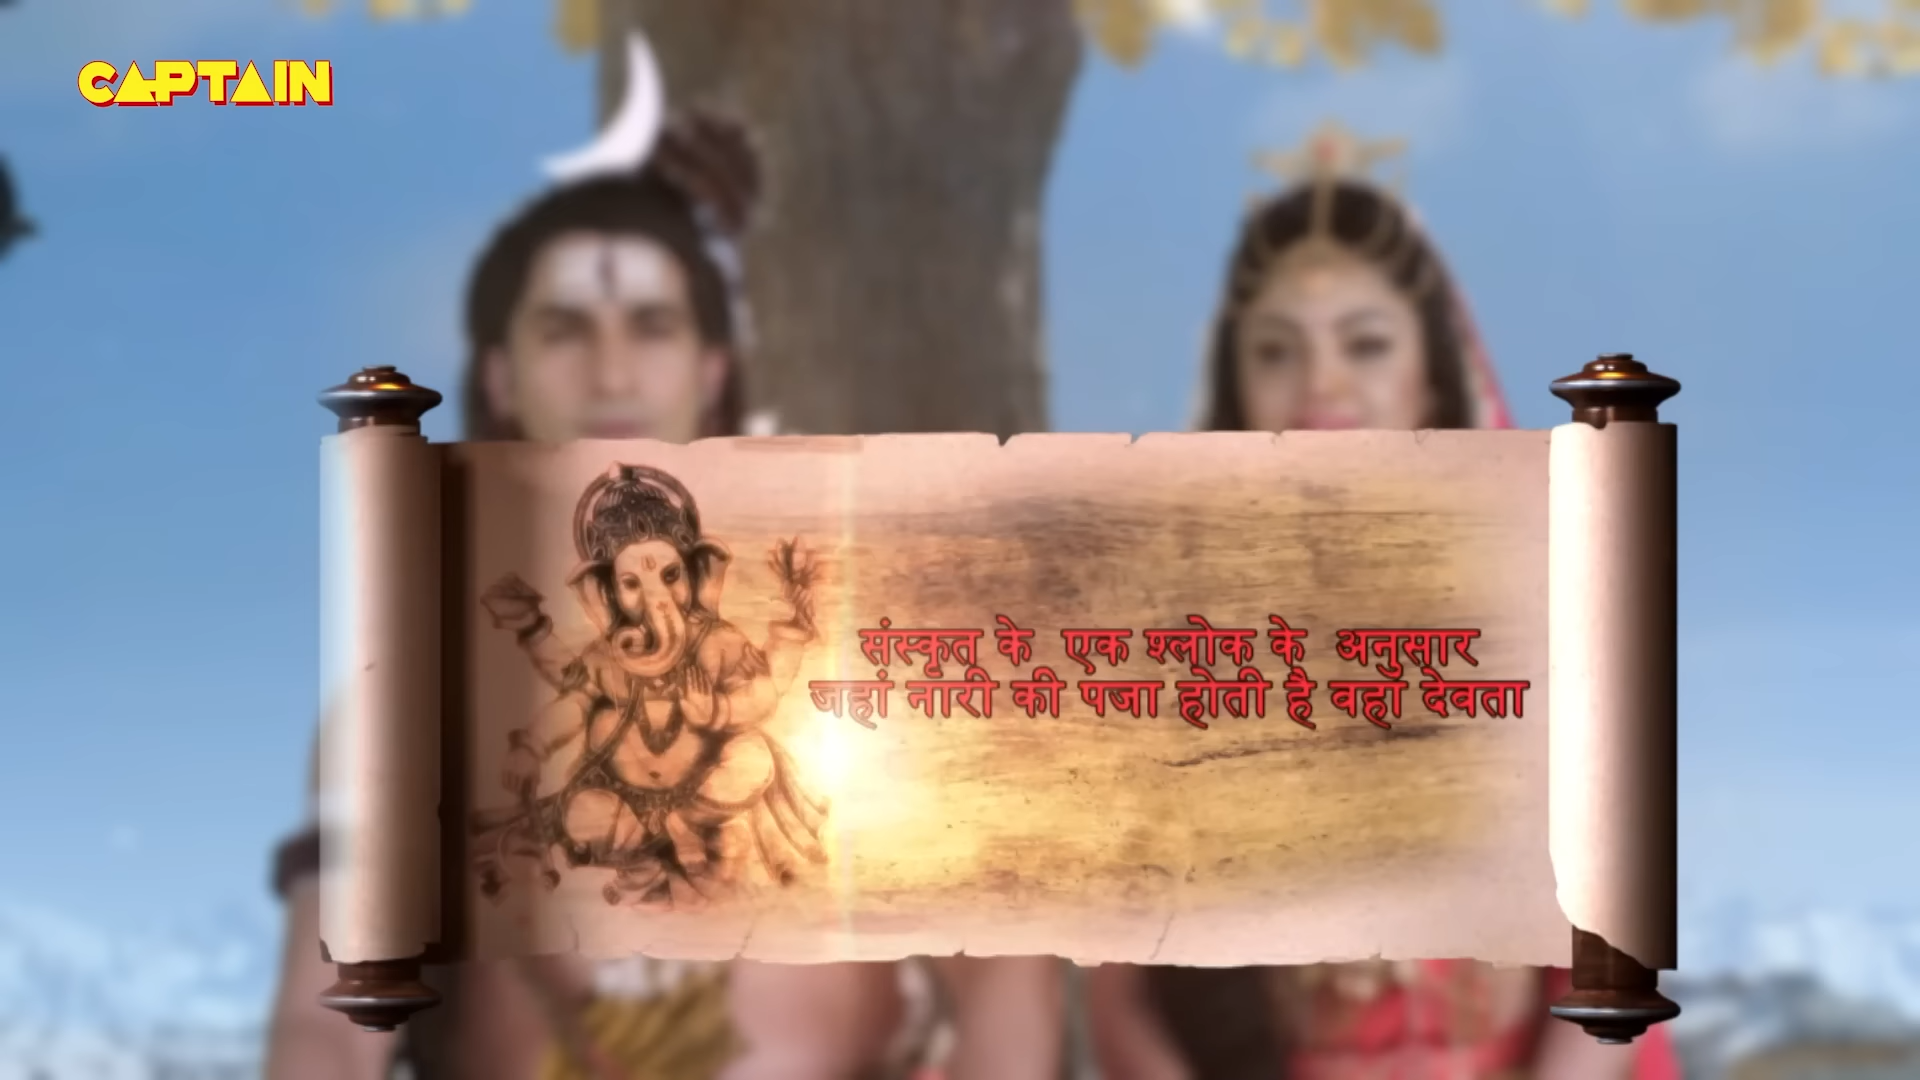 CAPTAIN
संस्कृत के एक श्लोक के अनुसार
जहां नारी की पजा होती है वहां देवता